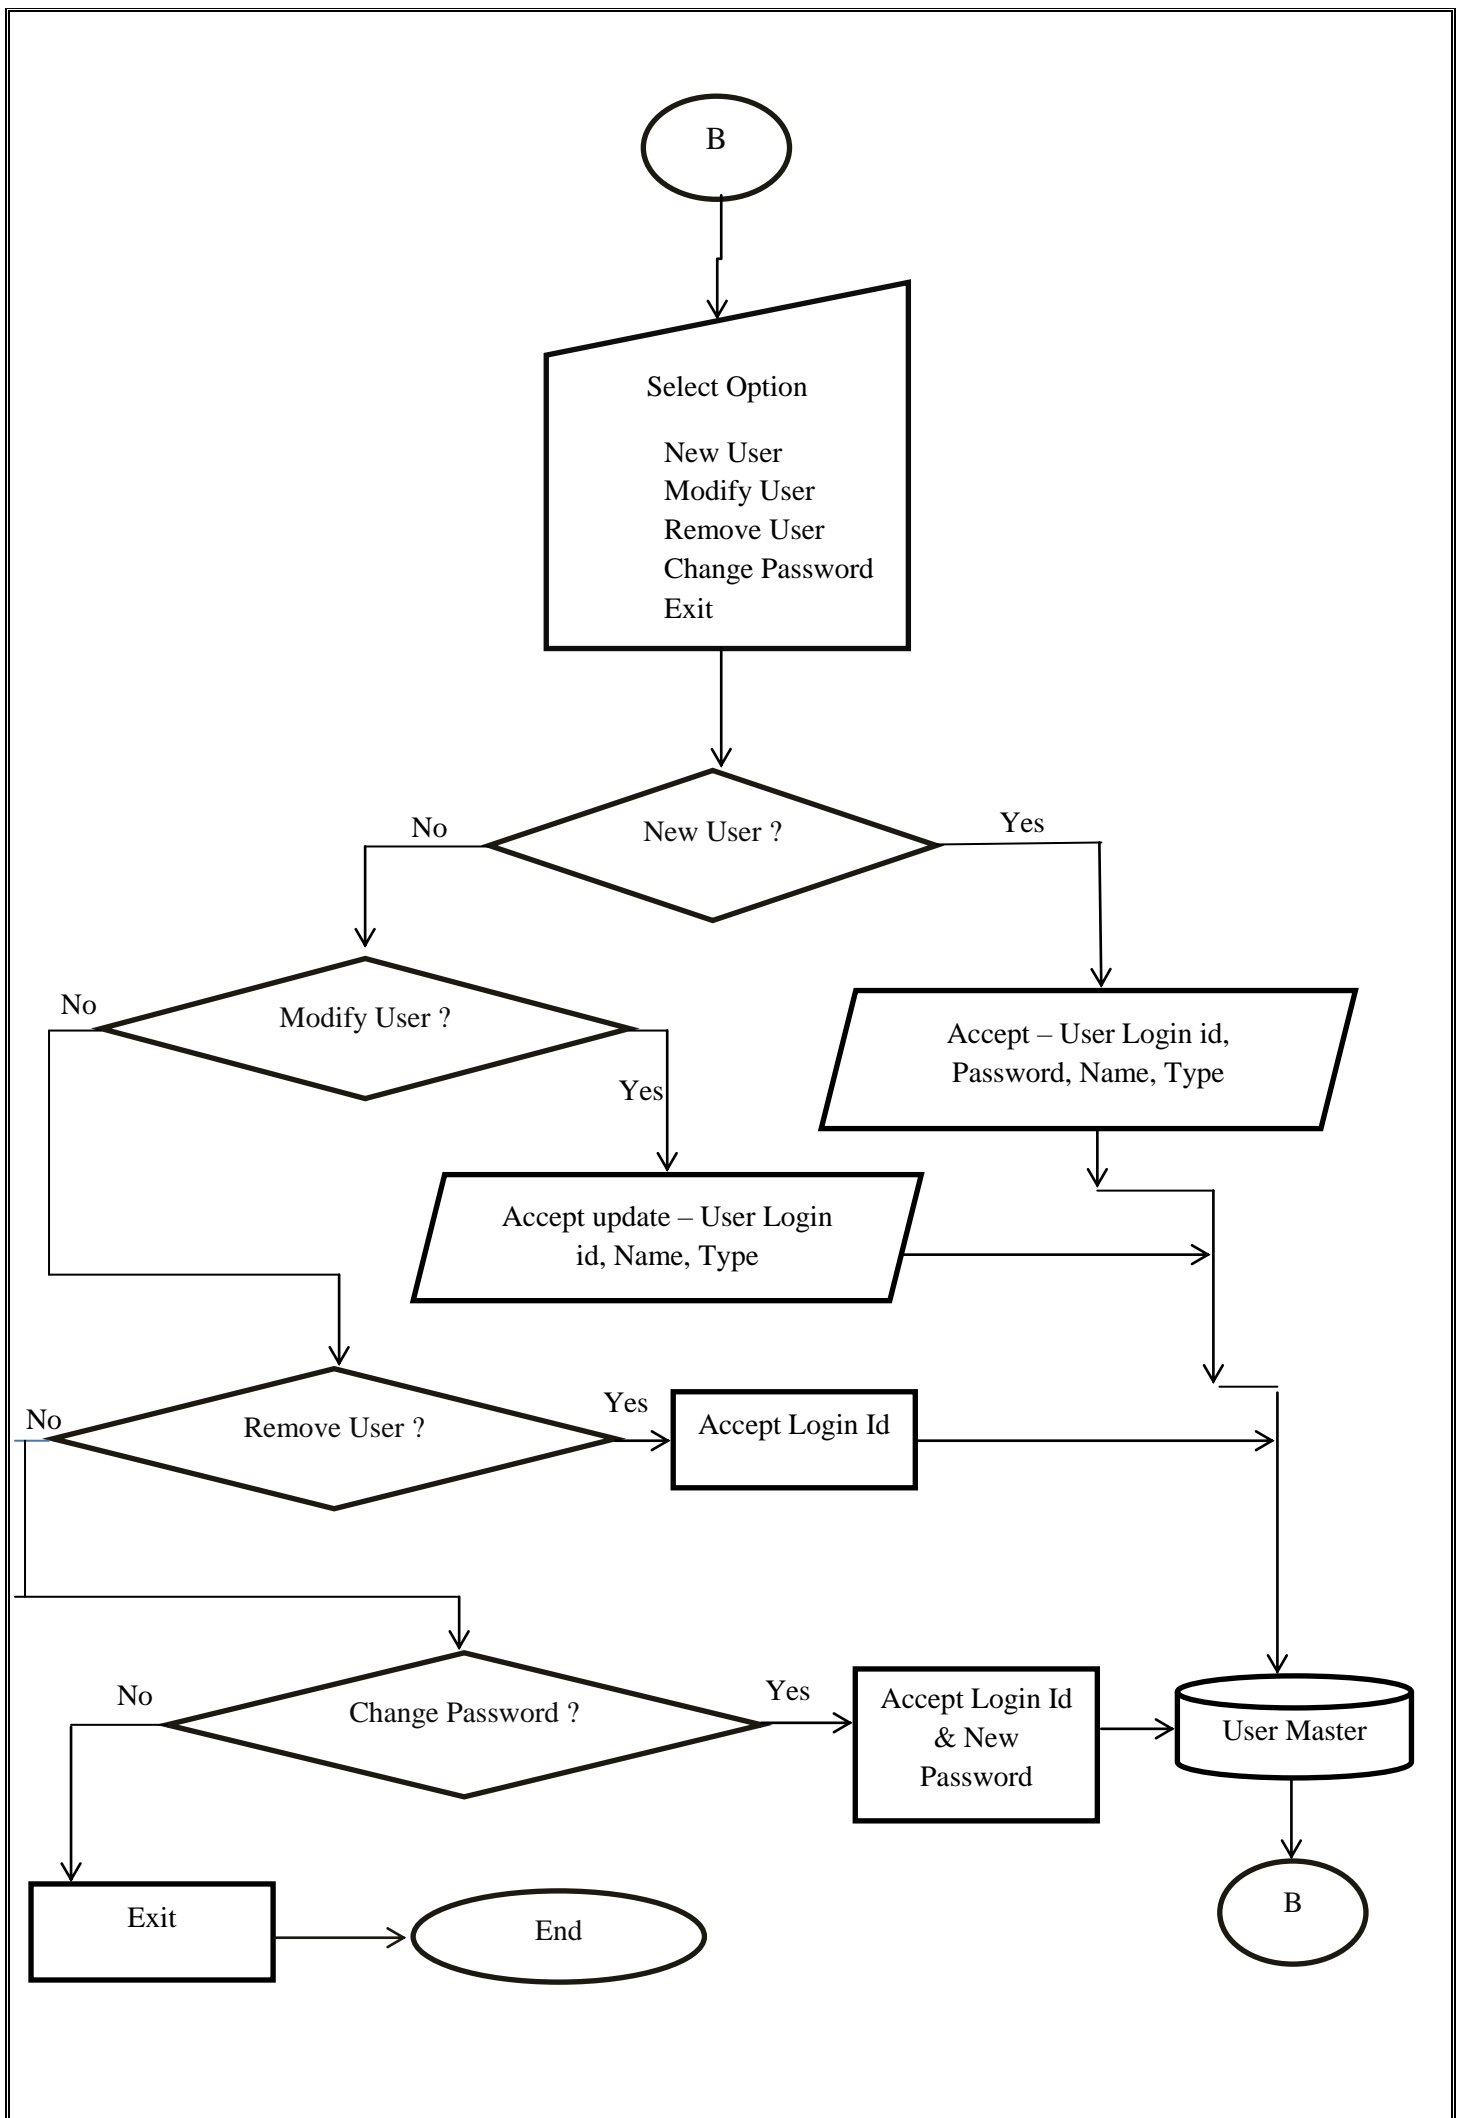 B
Select Option
New User
Modify User
Remove User
Change Password
Exit
No
New User ?
Yes
No
Modify User ?
Yes
Accept – User Login id,
Password, Name, Type
Accept update – User Login
id, Name, Type
No
Remove User ?
Yes
Accept Login Id
No
Change Password ?
Yes
Accept Login Id
& New
Password
User Master
Exit
End
B